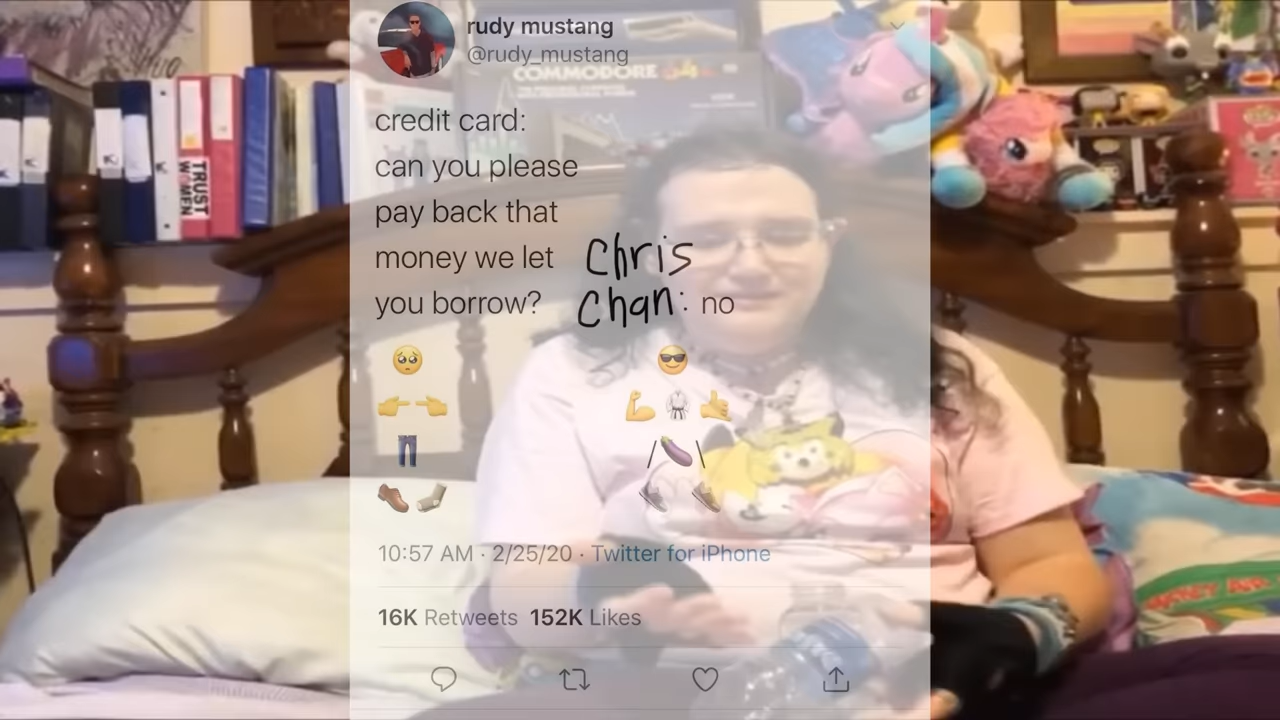 rudy mustang
@rudy_mustang
COMMODORE
credit card:
can you please
pay back that
money we let
you borrow?
Chris
Chan: no
🥺
👉👈
👖
👞🧦
😎
💪🥋🤙
/🍆\
👟👟
10:57 AM · 2/25/20 · Twitter for iPhone
16K Retweets 152K Likes
TRUST
WOMEN